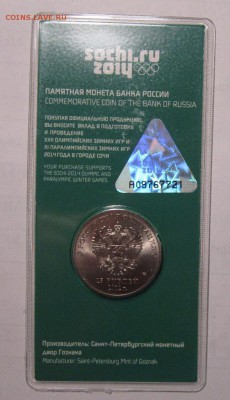 COINS.FAVE.RU
sochi.ru
2014
ПАМЯТНАЯ МОНЕТА БАНКА РОССИИ
COMMEMORATIVE COIN OF THE BANK OF RUSSIA
ПОКУПАЯ ОФИЦИАЛЬНУЮ ПРОДУКЦИЮ,
ВЫ ВНОСИТЕ ВКЛАД В ПОДГОТОВКУ
И ПРОВЕДЕНИЕ
XXII ОЛИМПИЙСКИХ ЗИМНИХ ИГР И
XI ПАРАЛИМПИЙСКИХ ЗИМНИХ ИГР
2014 ГОДА В ГОРОДЕ СОЧИ
YOUR PURCHASE SUPPORTS
THE SOCHI 2014 OLYMPIC AND
PARALYMPIC WINTER GAMES
25 РУБЛЕЙ
Производитель: Санкт-Петербургский монетный
двор Гознака
Manufacturer: Saint-Petersburg Mint of Goznak